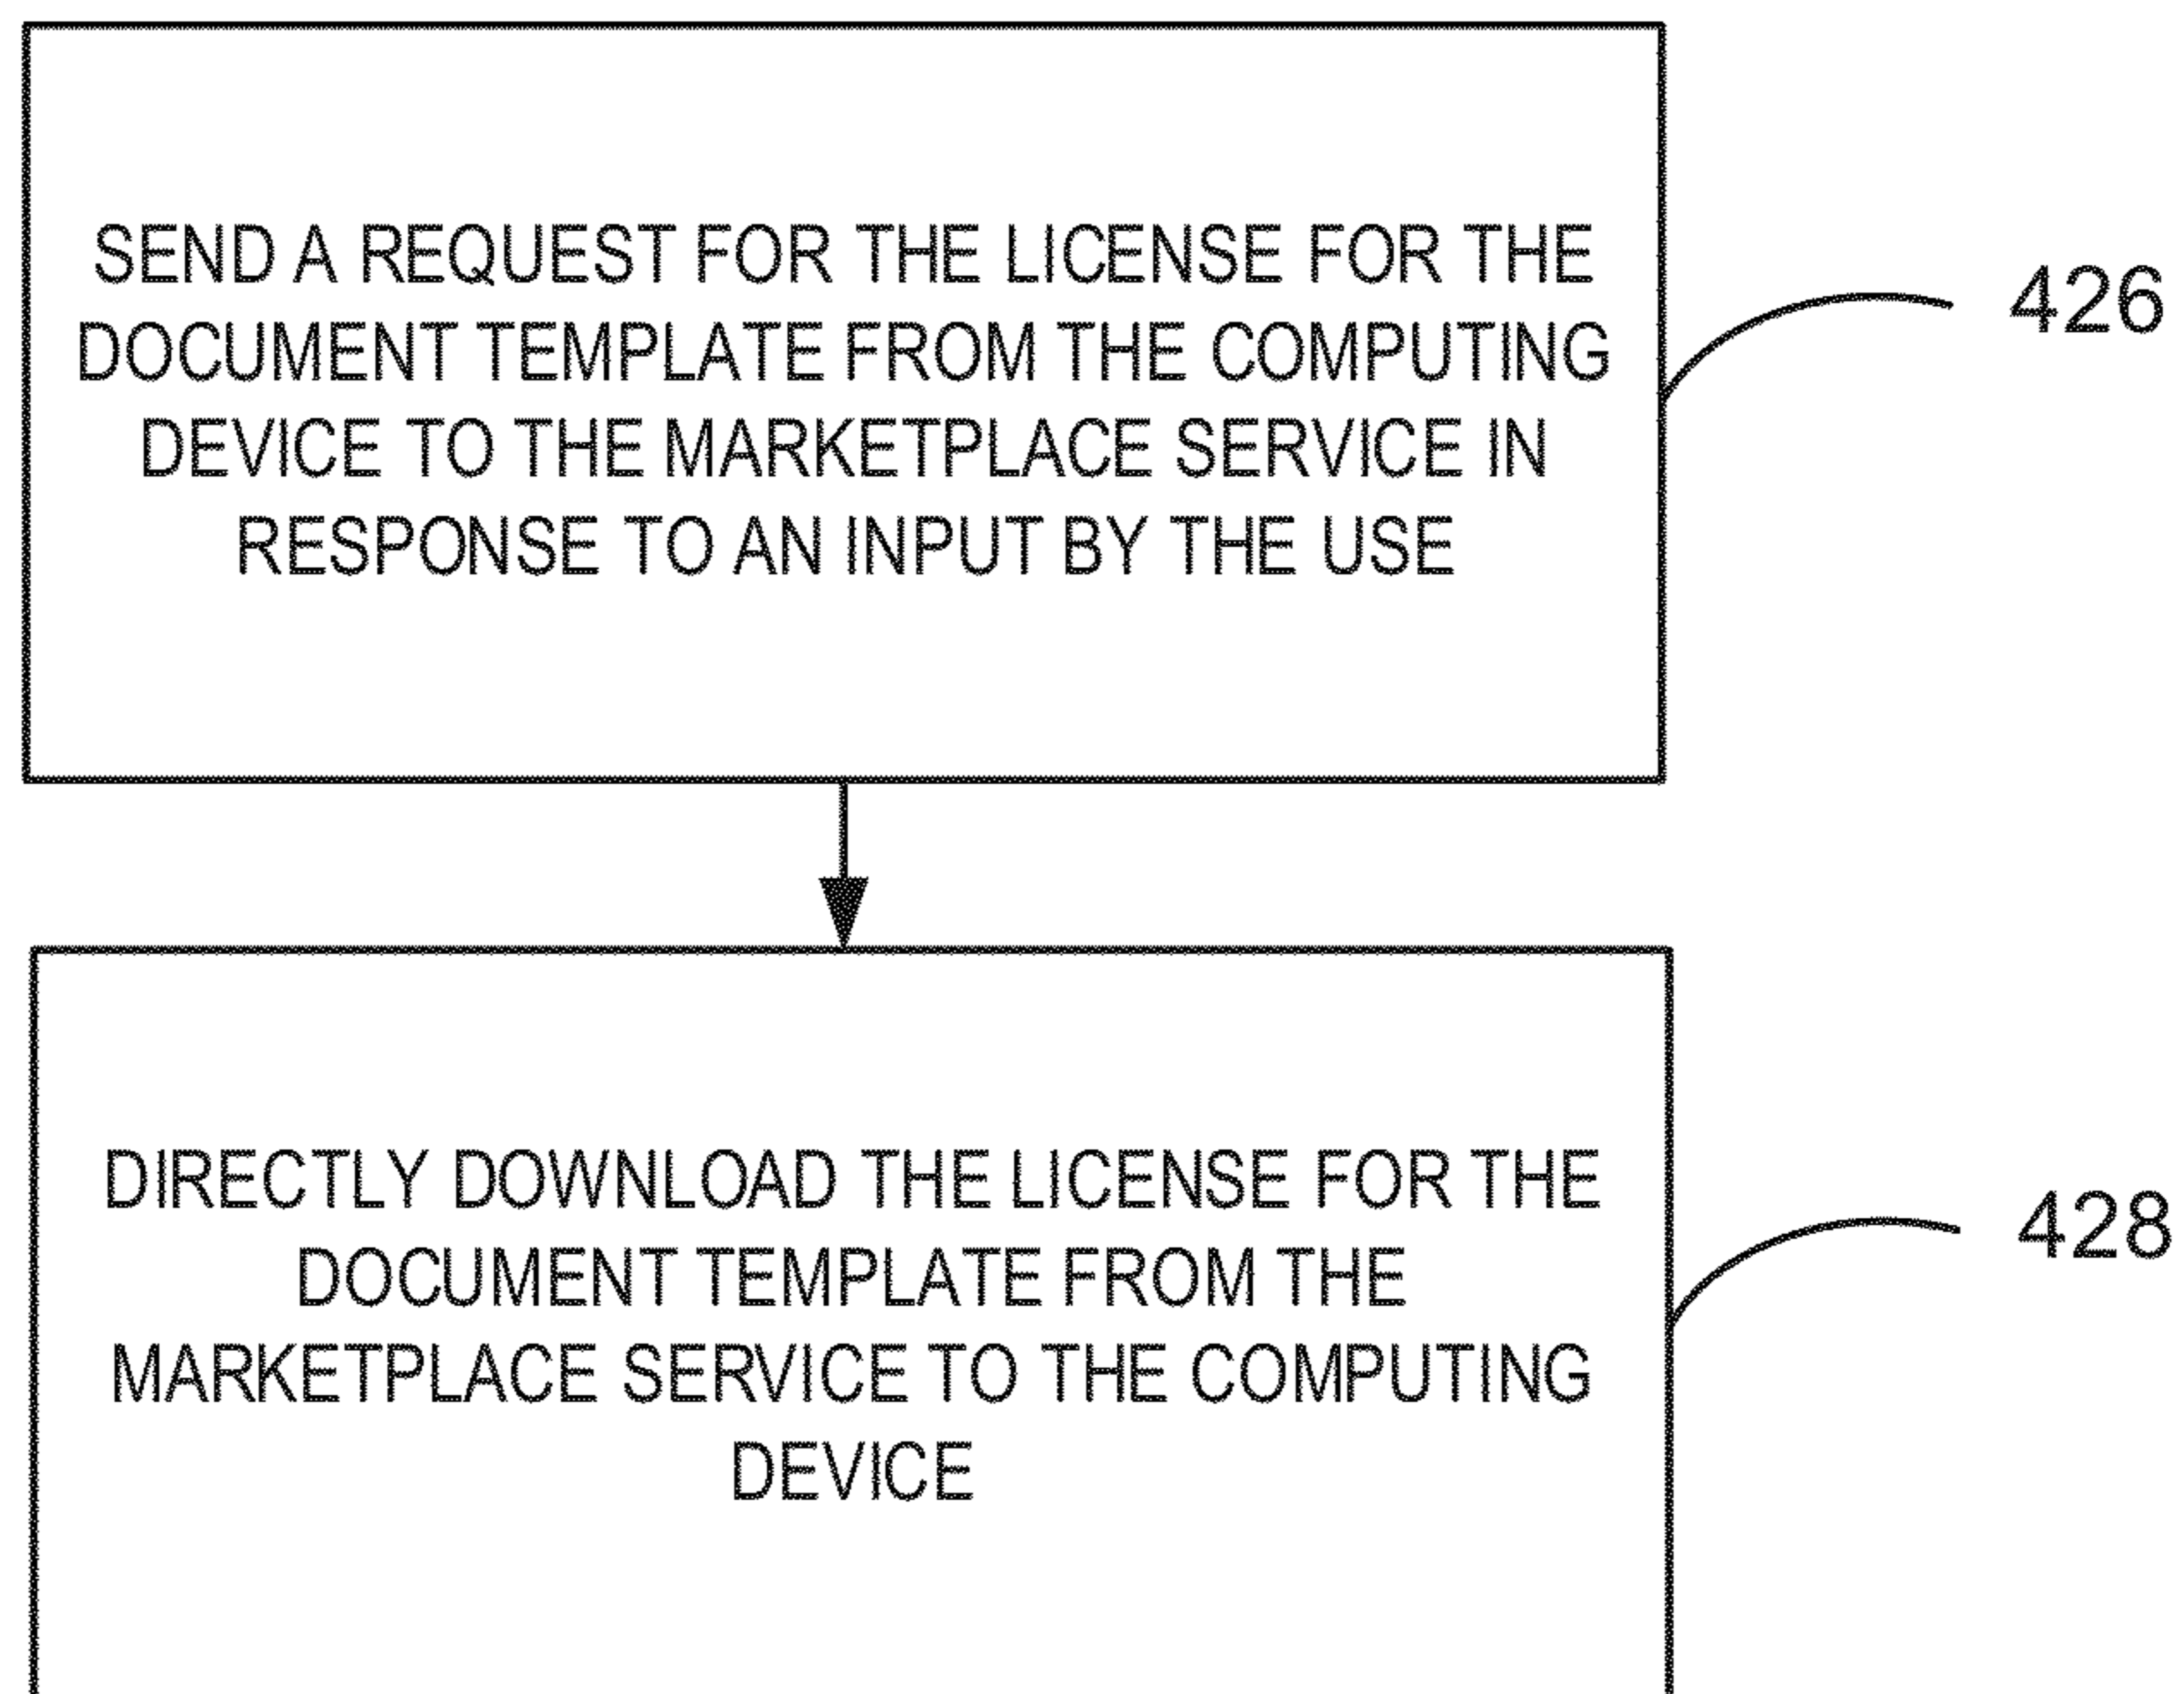 SEND A REQUEST FOR THE LICENSE FOR THE
DOCUMENT TEMPLATE FROM THE COMPUTING
DEVICE TO THE MARKETPLACE SERVICE IN
RESPONSE TO AN INPUT BY THE USE
426
DIRECTLY DOWNLOAD THE LICENSE FOR THE
DOCUMENT TEMPLATE FROM THE
MARKETPLACE SERVICE TO THE COMPUTING
DEVICE
428